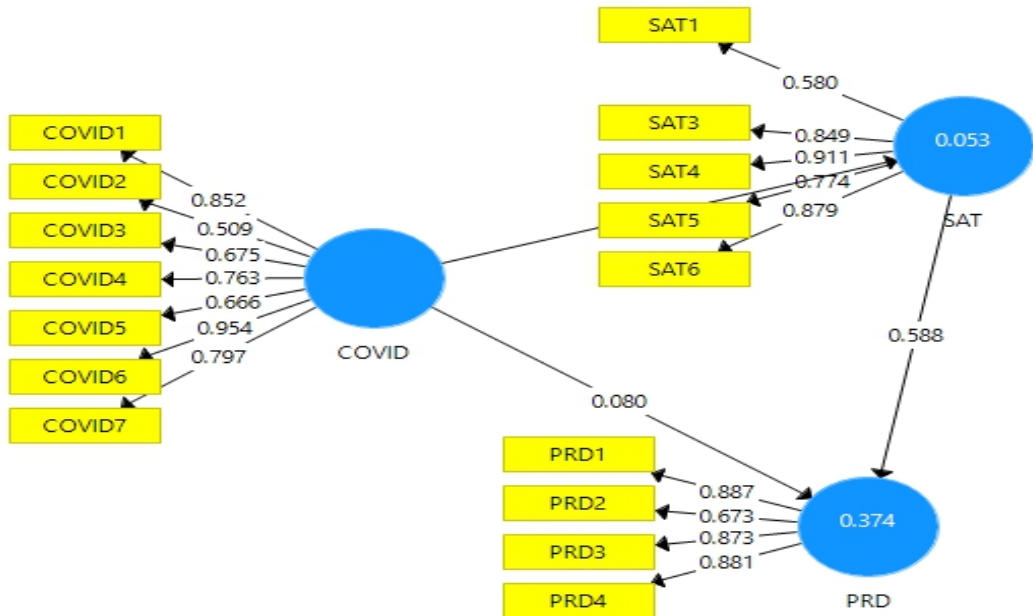 SAT1
0.580
SAT3
0.849
SAT4
0.911
SAT5
0.774
SAT6
0.879
0.053
SAT
COVID1
0.852
COVID2
0.509
COVID3
0.675
COVID4
0.763
COVID5
0.666
COVID6
0.954
COVID7
0.797
COVID
0.588
0.080
PRD1
0.887
PRD2
0.673
PRD3
0.873
PRD4
0.881
0.374
PRD